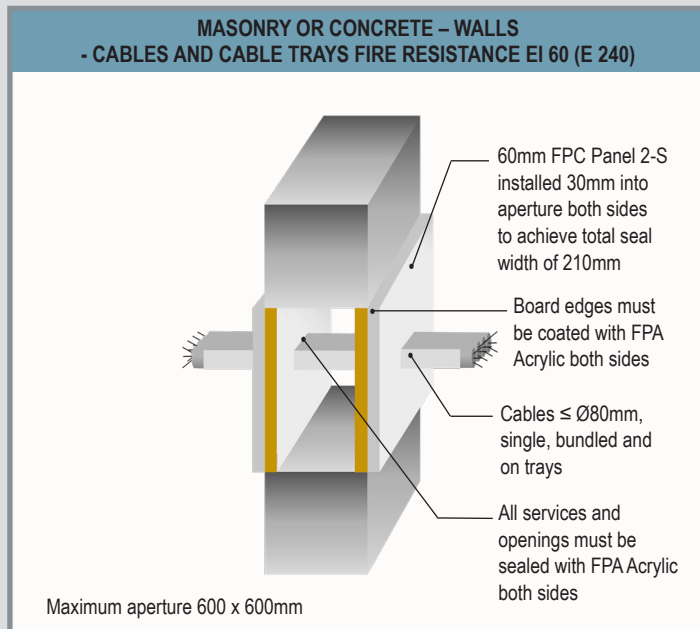 MASONRY OR CONCRETE – WALLS
- CABLES AND CABLE TRAYS FIRE RESISTANCE EI 60 (E 240)
60mm FPC Panel 2-S
installed 30mm into
aperture both sides
to achieve total seal
width of 210mm
Board edges must
be coated with FPA
Acrylic both sides
Cables ≤ Ø80mm,
single, bundled and
on trays
All services and
openings must be
sealed with FPA Acrylic
both sides
Maximum aperture 600 x 600mm